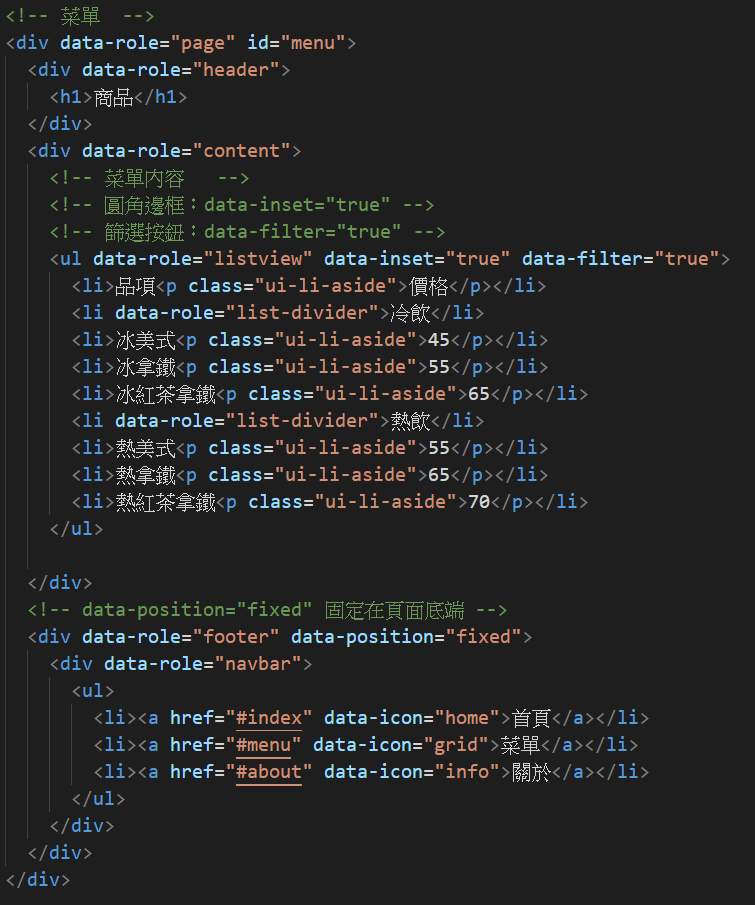 <!-- 菜單  -->
<div data-role="page" id="menu">
  <div data-role="header">
    <h1>商品</h1>
  </div>
  <div data-role="content">
    <!-- 菜單內容   -->
    <!-- 圓角邊框：data-inset="true" -->
    <!-- 篩選按鈕：data-filter="true" -->
    <ul data-role="listview" data-inset="true" data-filter="true">
      <li>品項<p class="ui-li-aside">價格</p></li>
      <li data-role="list-divider">冷飲</li>
      <li>冰美式<p class="ui-li-aside">45</p></li>
      <li>冰拿鐵<p class="ui-li-aside">55</p></li>
      <li>冰紅茶拿鐵<p class="ui-li-aside">65</p></li>
      <li data-role="list-divider">熱飲</li>
      <li>熱美式<p class="ui-li-aside">55</p></li>
      <li>熱拿鐵<p class="ui-li-aside">65</p></li>
      <li>熱紅茶拿鐵<p class="ui-li-aside">70</p></li>
    </ul>

  </div>
  <!-- data-position="fixed" 固定在頁面底端 -->
  <div data-role="footer" data-position="fixed">
    <div data-role="navbar">
      <ul>
        <li><a href="#index" data-icon="home">首頁</a></li>
        <li><a href="#menu" data-icon="grid">菜單</a></li>
        <li><a href="#about" data-icon="info">關於</a></li>
      </ul>
    </div>
  </div>
</div>